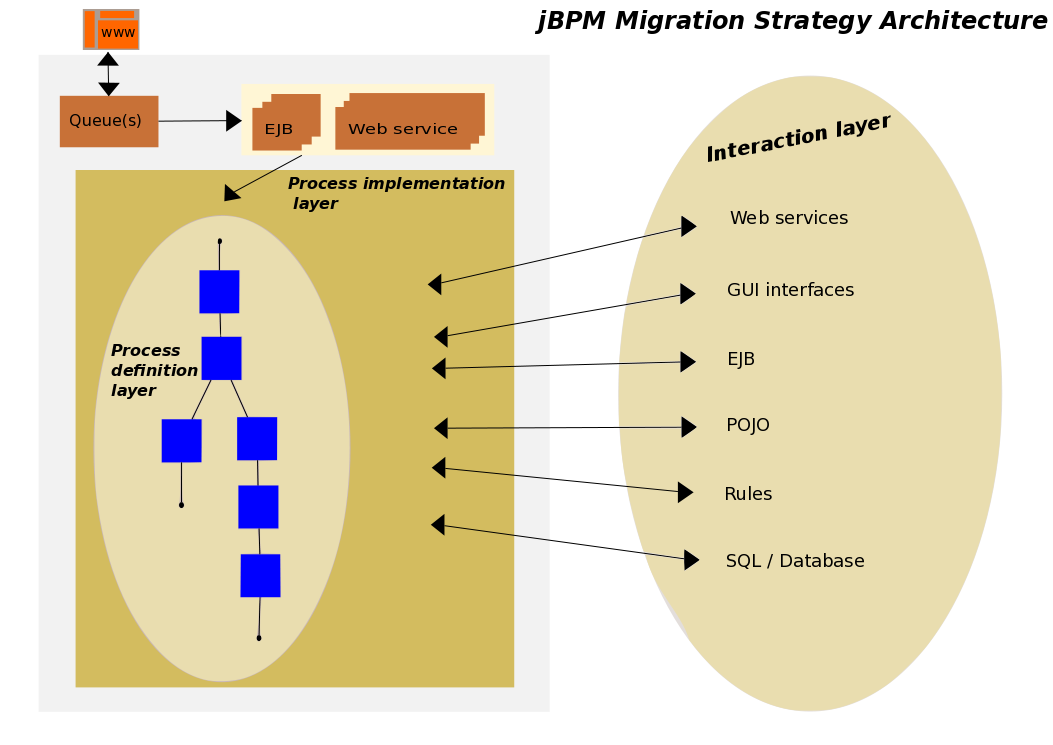 jBPM Migration Strategy Architecture
www
Queue(s)
EJB
Web service
Process implementation
layer
Process
definition
layer
Interaction layer
Web services
GUI interfaces
EJB
POJO
Rules
SQL / Database